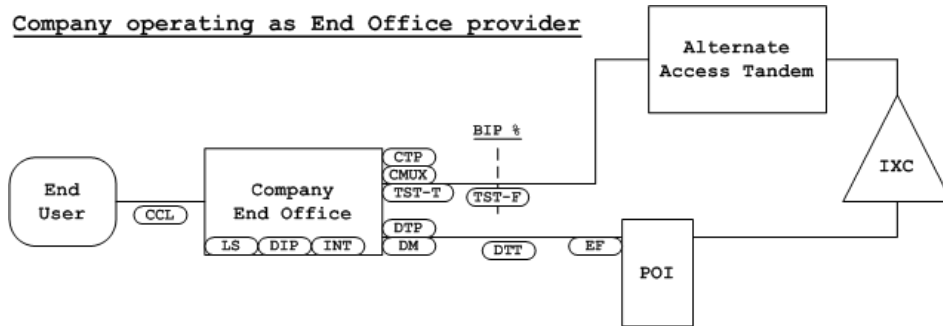 Company operating as End Office provider
Alternate
Access Tandem
BIP %
IXC
End
User
CCL
Company
End Office
CTP
CMUX
TST-T
TST-F
LS
DIP
INT
DTP
DM
DTT
EF
POI